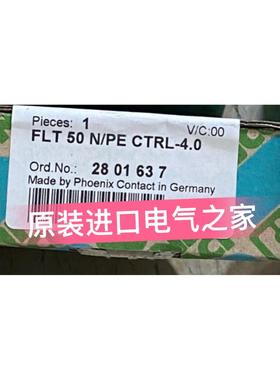 Pieces: 1
V/C:00
FLT 50 N/PE CTRL-4.0
Ord.No.: 28 01 63 7
Made by Phoenix Contact in Germany
原装进口电气之家